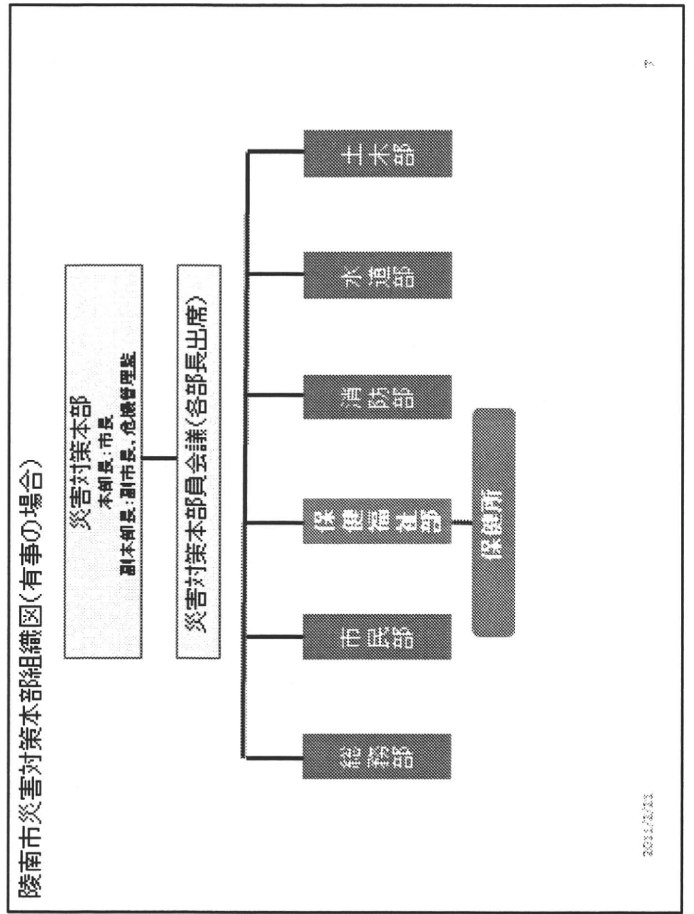 陵南市災害対策本部組織図(有事の場合)
災害対策本部
本部長:市長
副本部長:副市長、危機管理監
災害対策本部員会議(各部長出席)
総務部
市民部
保健福祉部
消防部
水道部
土木部
保健所
7